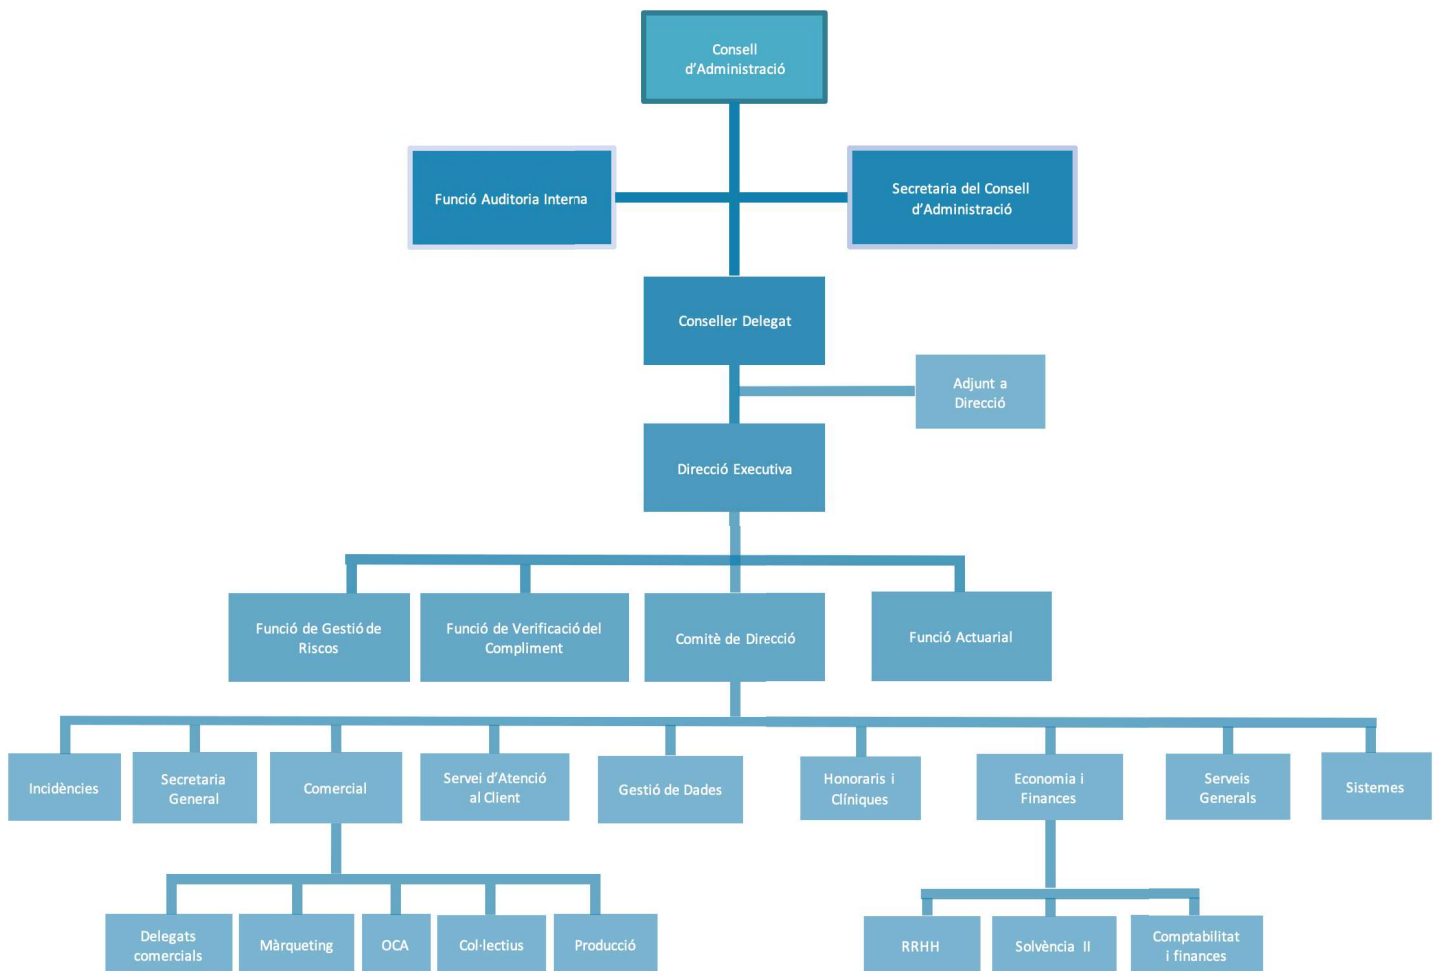 Consell
d'Administració
Funció Auditoria Interna
Secretaria del Consell
d'Administració
Conseller Delegat
Adjunt a
Direcció
Direcció Executiva
Funció de Gestió de
Riscos
Funció de Verificació del
Compliment
Comitè de Direcció
Funció Actuarial
Incidències
Secretaria
General
Comercial
Servei d'Atenció
al Client
Gestió de Dades
Honoraris i
Clíniques
Economia i
Finances
Serveis
Generals
Sistemes
Delegats
comercials
Màrqueting
OCA
Col·lectius
Producció
RRHH
Solvència II
Comptabilitat
i finances